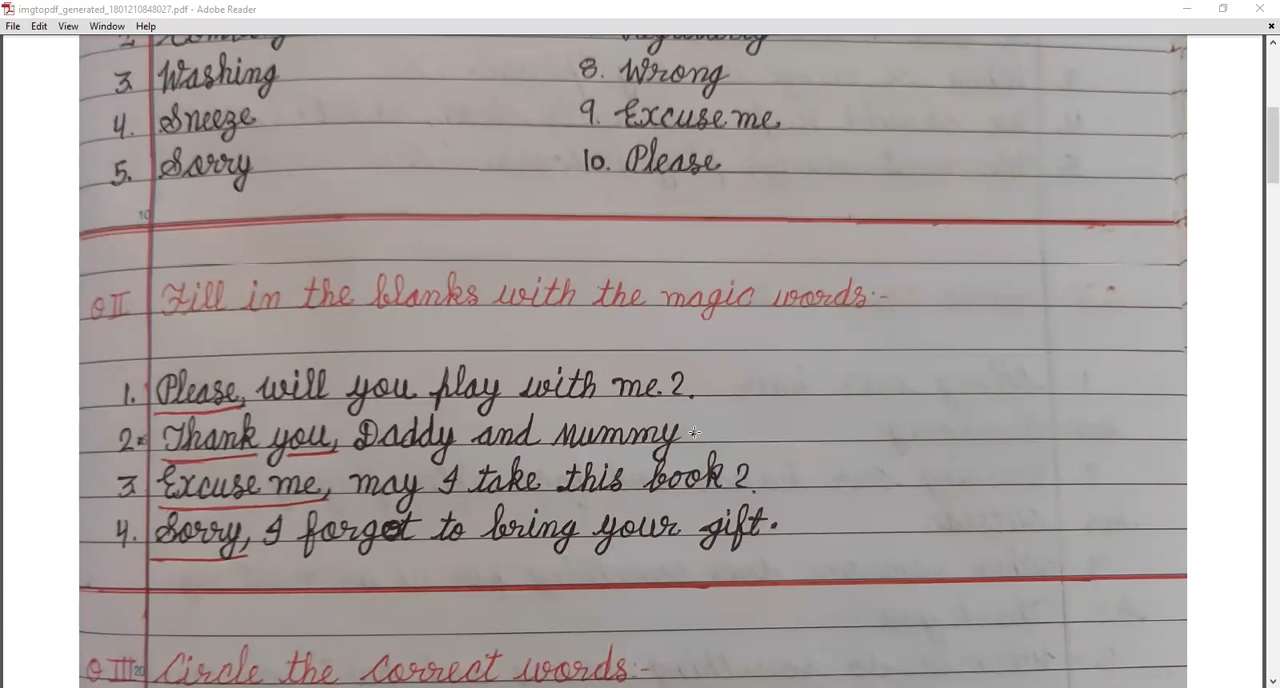 imgtopdf_generated_1801210848027.pdf - Adobe Reader
File Edit View Window Help
3 Washing
8. Wrong
4. Sneeze
9. Excuse me
5. Sorry
10. Please
10
Q II Fill in the blanks with the magic words:-
1. Please, will you play with me?.
2. Thank you, Daddy and Mummy
3 Excuse me, may I take this book?
4. Sorry, I forgot to bring your gift.
Q III 20 Circle the correct words:-